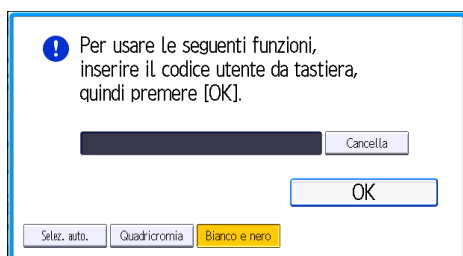 Per usare le seguenti funzioni,
inserire il codice utente da tastiera,
quindi premere [OK].
Cancella
OK
Selez. auto. Quadricromia Bianco e nero